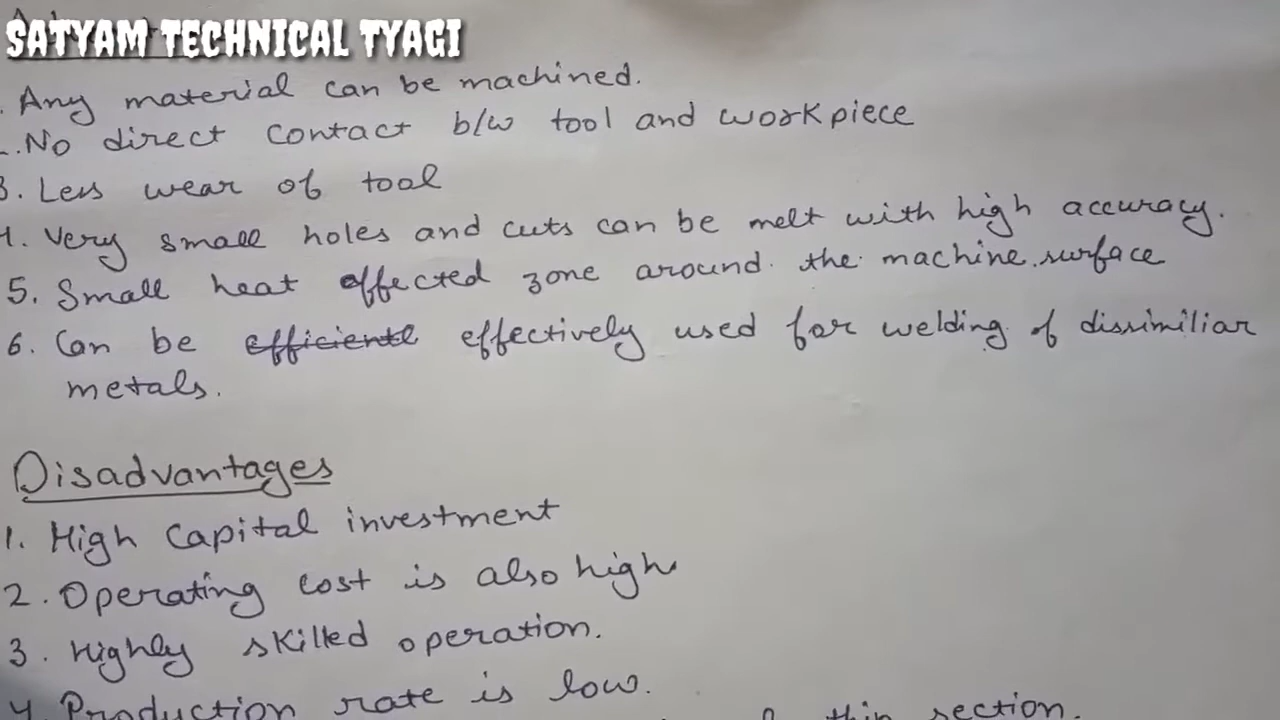 SATYAM TECHNICAL TYAGI
Any material can be machined.
No direct contact b/w tool and workpiece
3. Less wear of tool
4. Very small holes and cuts can be melt with high accuracy.
5. Small heat effected zone around the machine surface
6. Can be efficientl effectively used for welding of dissimiliar
metals.
Disadvantages
1. High Capital investment
2. Operating cost is also high
3. Highly skilled operation.
4. Production rate is low.
thin section.